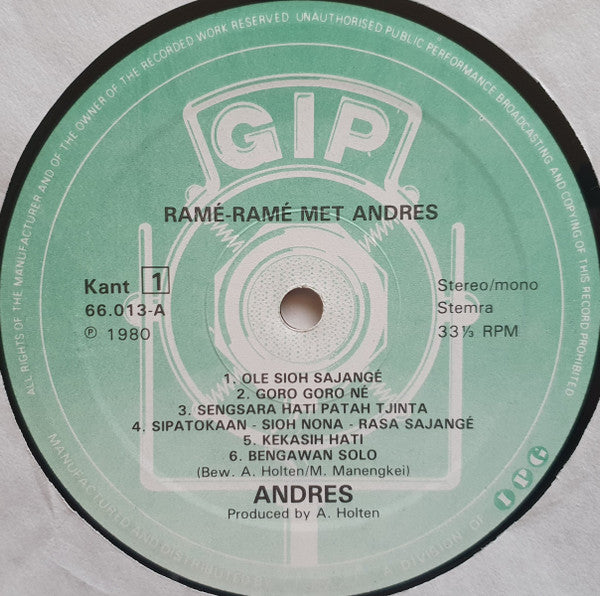 ALL RIGHTS OF THE MANUFACTURER AND OF THE OWNER OF THE RECORDED WORK RESERVED UNAUTHORISED PUBLIC PERFORMANCE BROADCASTING AND COPYING OF THIS RECORD PROHIBITED
GIP
RAMÉ-RAMÉ MET ANDRES
Kant 1
66.013-A
℗ 1980
Stereo/mono
Stemra
33⅓ RPM
1. OLE SIOH SAJANGÉ
2. GORO GORO NÉ
3. SENGSARA HATI PATAH TJINTA
4. SIPATOKAAN - SIOH NONA - RASA SAJANGÉ
5. KEKASIH HATI
6. BENGAWAN SOLO
(Bew. A. Holten/M. Manengkei)
ANDRES
Produced by A. Holten
MANUFACTURED AND DISTRIBUTED
A DIVISION OF
IPG